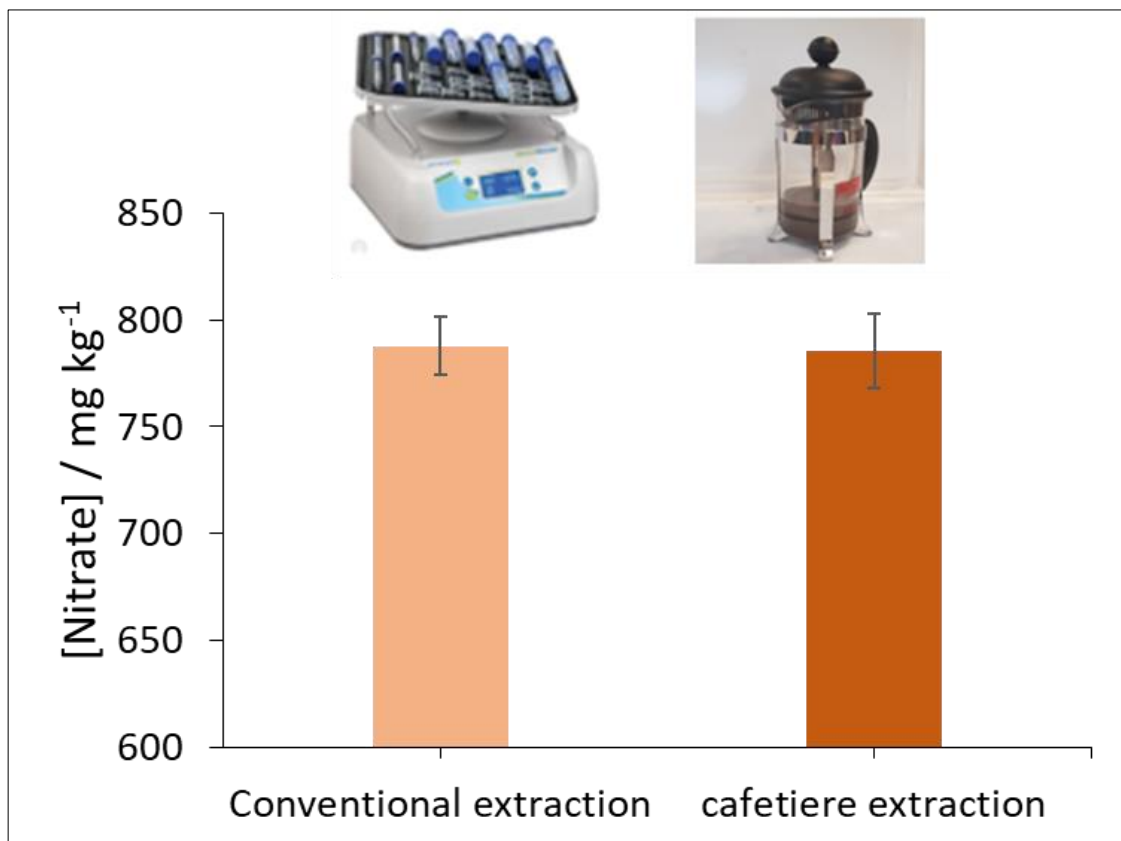 850
800
750
700
650
600
[Nitrate] / mg kg⁻¹
Conventional extraction
cafetiere extraction